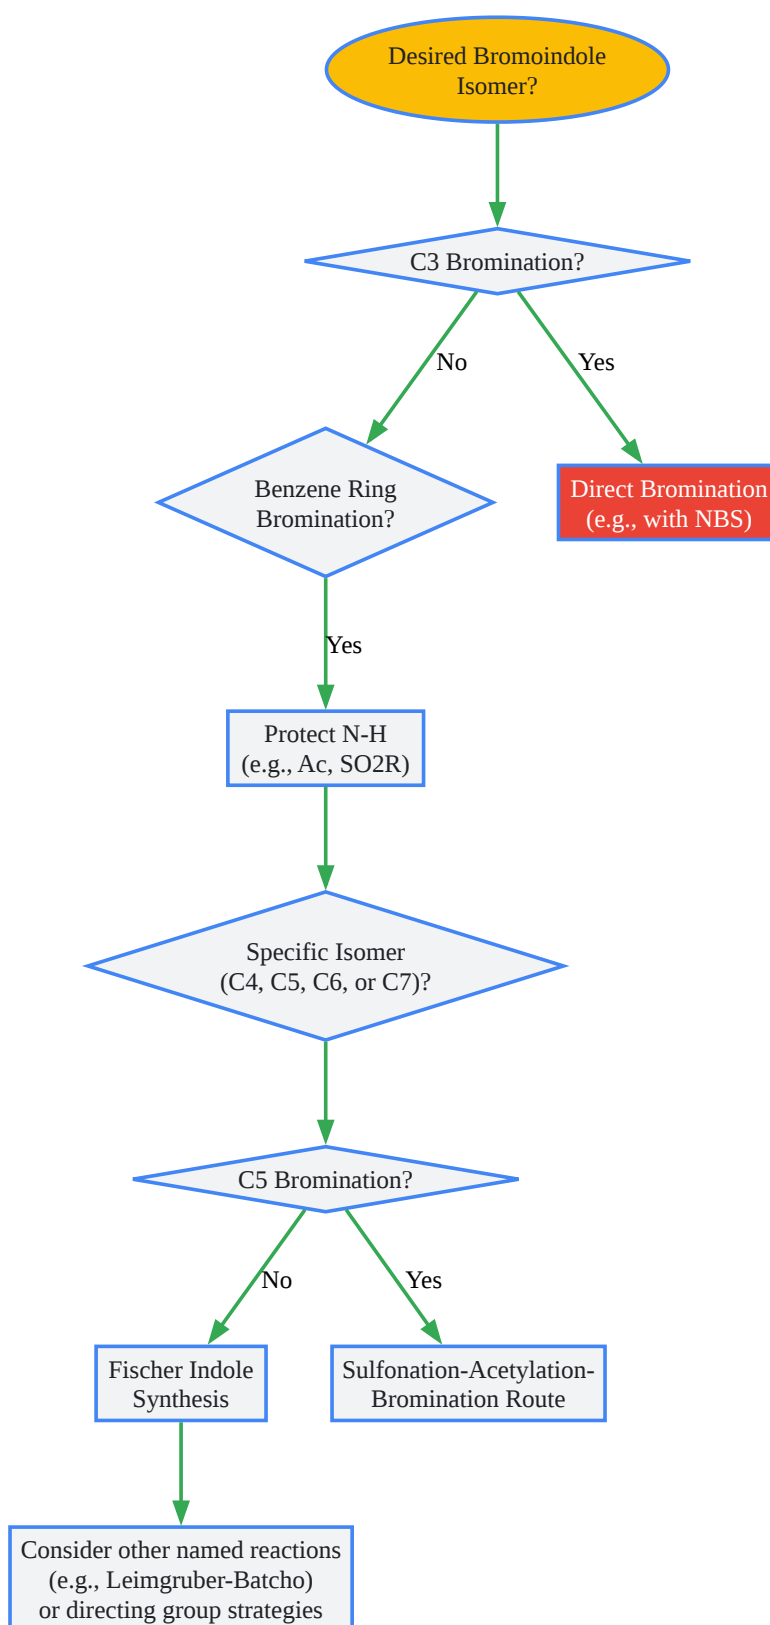 Desired Bromoindole
Isomer?
C3 Bromination?
No
Yes
Benzene Ring
Bromination?
Direct Bromination
(e.g., with NBS)
Yes
Protect N-H
(e.g., Ac, SO2R)
Specific Isomer
(C4, C5, C6, or C7)?
C5 Bromination?
No
Yes
Fischer Indole
Synthesis
Sulfonation-Acetylation-
Bromination Route
Consider other named reactions
(e.g., Leimgruber-Batcho)
or directing group strategies